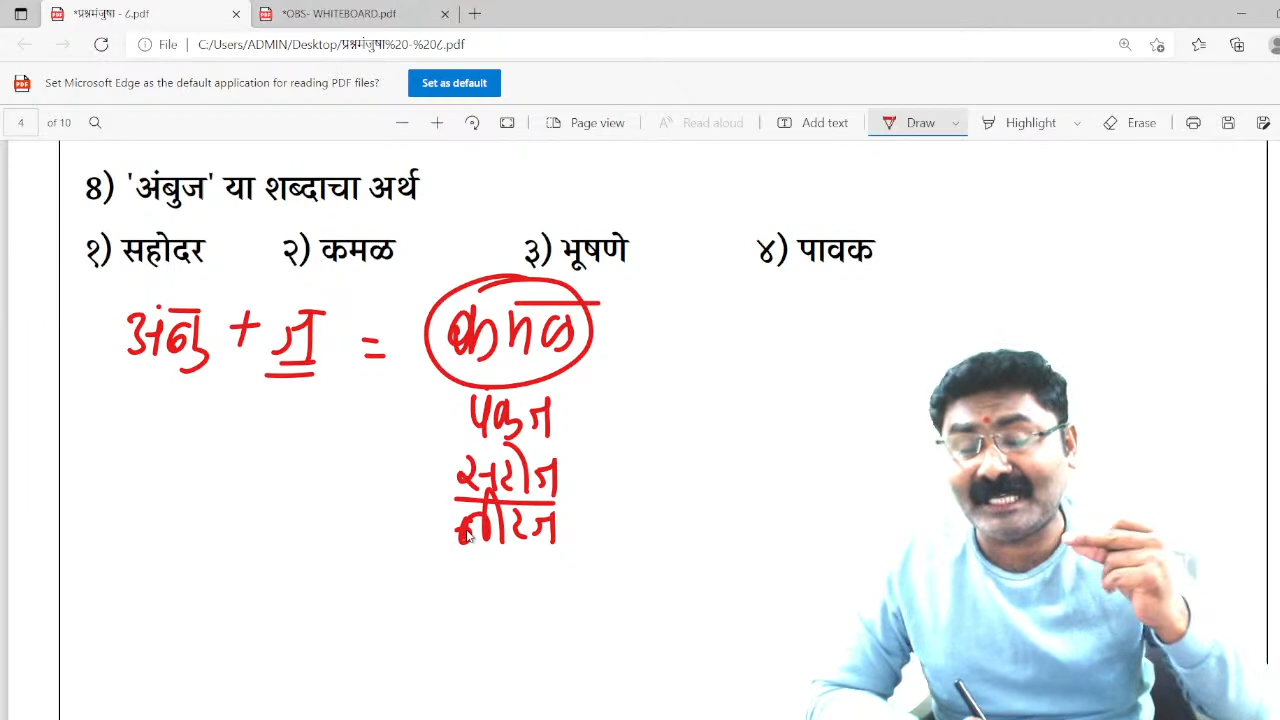 *प्रश्नमंजुषा - ८.pdf
*OBS- WHITEBOARD.pdf
File C:/Users/ADMIN/Desktop/प्रश्नमंजुषा%20-%20८.pdf
Set Microsoft Edge as the default application for reading PDF files? Set as default
4 of 10 Page view Read aloud Add text Draw Highlight Erase
8) 'अंबुज' या शब्दाचा अर्थ
१) सहोदर २) कमळ ३) भूषणे ४) पावक
अंबु + ज = कमळ
पंकज
सरोज
नीरज